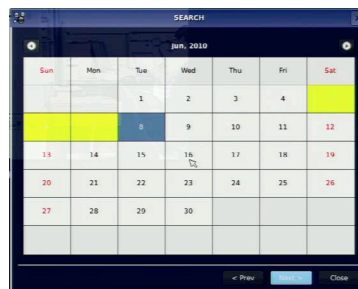 SEARCH
Jun, 2010
Sun Mon Tue Wed Thu Fri Sat
1 2 3 4
8 9 10 11 12
13 14 15 16 17 18 19
20 21 22 23 24 25 26
27 28 29 30
< Prev Next > Close